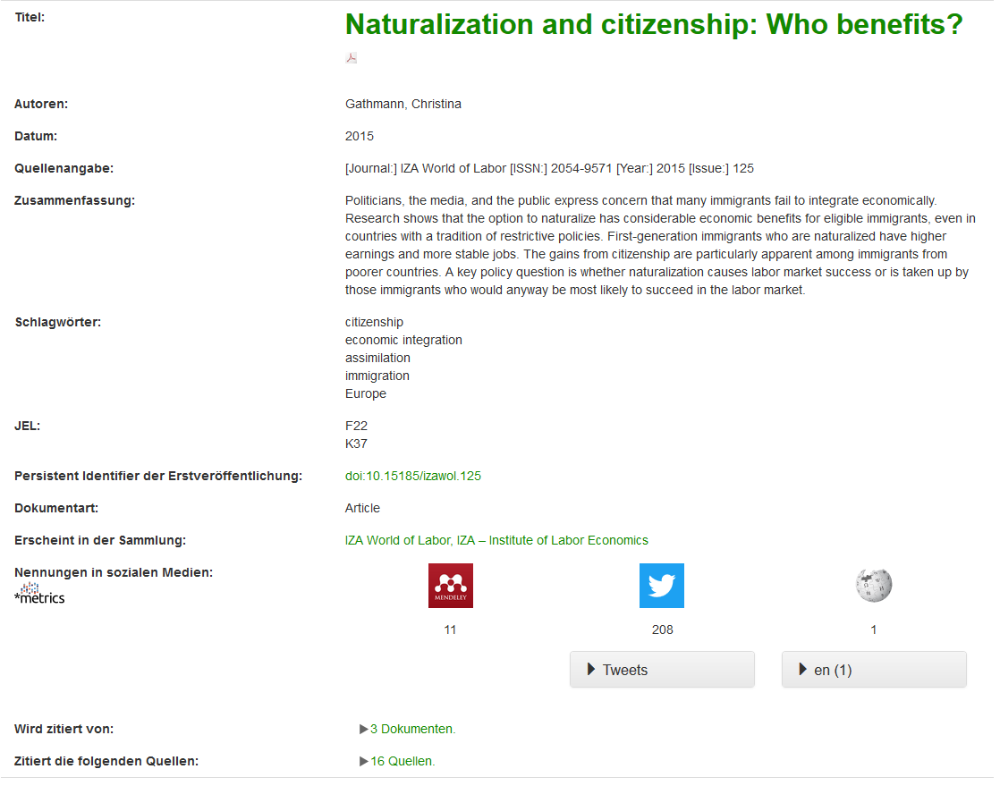 Titel:
Naturalization and citizenship: Who benefits?
Autoren:
Gathmann, Christina
Datum:
2015
Quellenangabe:
[Journal:] IZA World of Labor [ISSN:] 2054-9571 [Year:] 2015 [Issue:] 125
Zusammenfassung:
Politicians, the media, and the public express concern that many immigrants fail to integrate economically.
Research shows that the option to naturalize has considerable economic benefits for eligible immigrants, even in
countries with a tradition of restrictive policies. First-generation immigrants who are naturalized have higher
earnings and more stable jobs. The gains from citizenship are particularly apparent among immigrants from
poorer countries. A key policy question is whether naturalization causes labor market success or is taken up by
those immigrants who would anyway be most likely to succeed in the labor market.
Schlagwörter:
citizenship
economic integration
assimilation
immigration
Europe
JEL:
F22
K37
Persistent Identifier der Erstveröffentlichung:
doi:10.15185/izawol.125
Dokumentart:
Article
Erscheint in der Sammlung:
IZA World of Labor, IZA – Institute of Labor Economics
Nennungen in sozialen Medien:
*metrics
MENDELEY
11
208
1
Tweets
en (1)
Wird zitiert von:
3 Dokumenten.
Zitiert die folgenden Quellen:
16 Quellen.